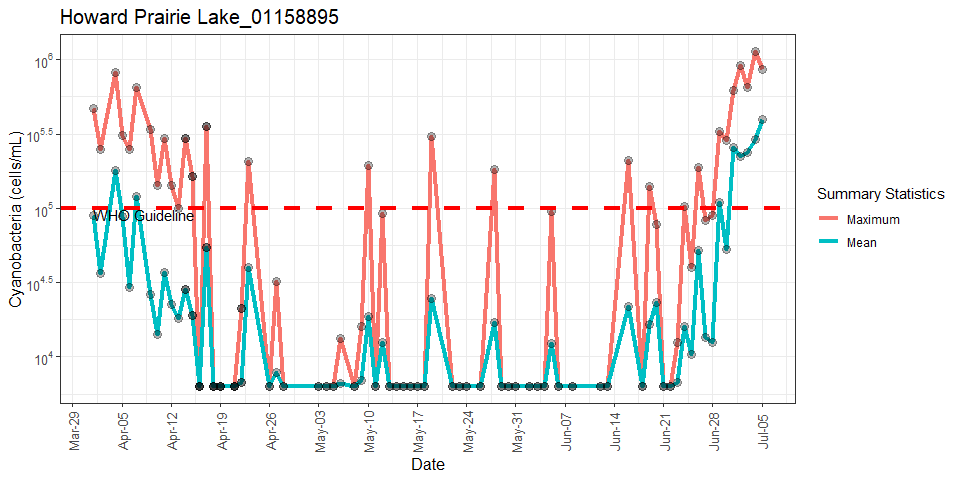 Howard Prairie Lake_01158895
Cyanobacteria (cells/mL)
10^6
10^5.5
10^5
10^4.5
10^4
WHO Guideline
Mar-29
Apr-05
Apr-12
Apr-19
Apr-26
May-03
May-10
May-17
May-24
May-31
Jun-07
Jun-14
Jun-21
Jun-28
Jul-05
Date
Summary Statistics
Maximum
Mean